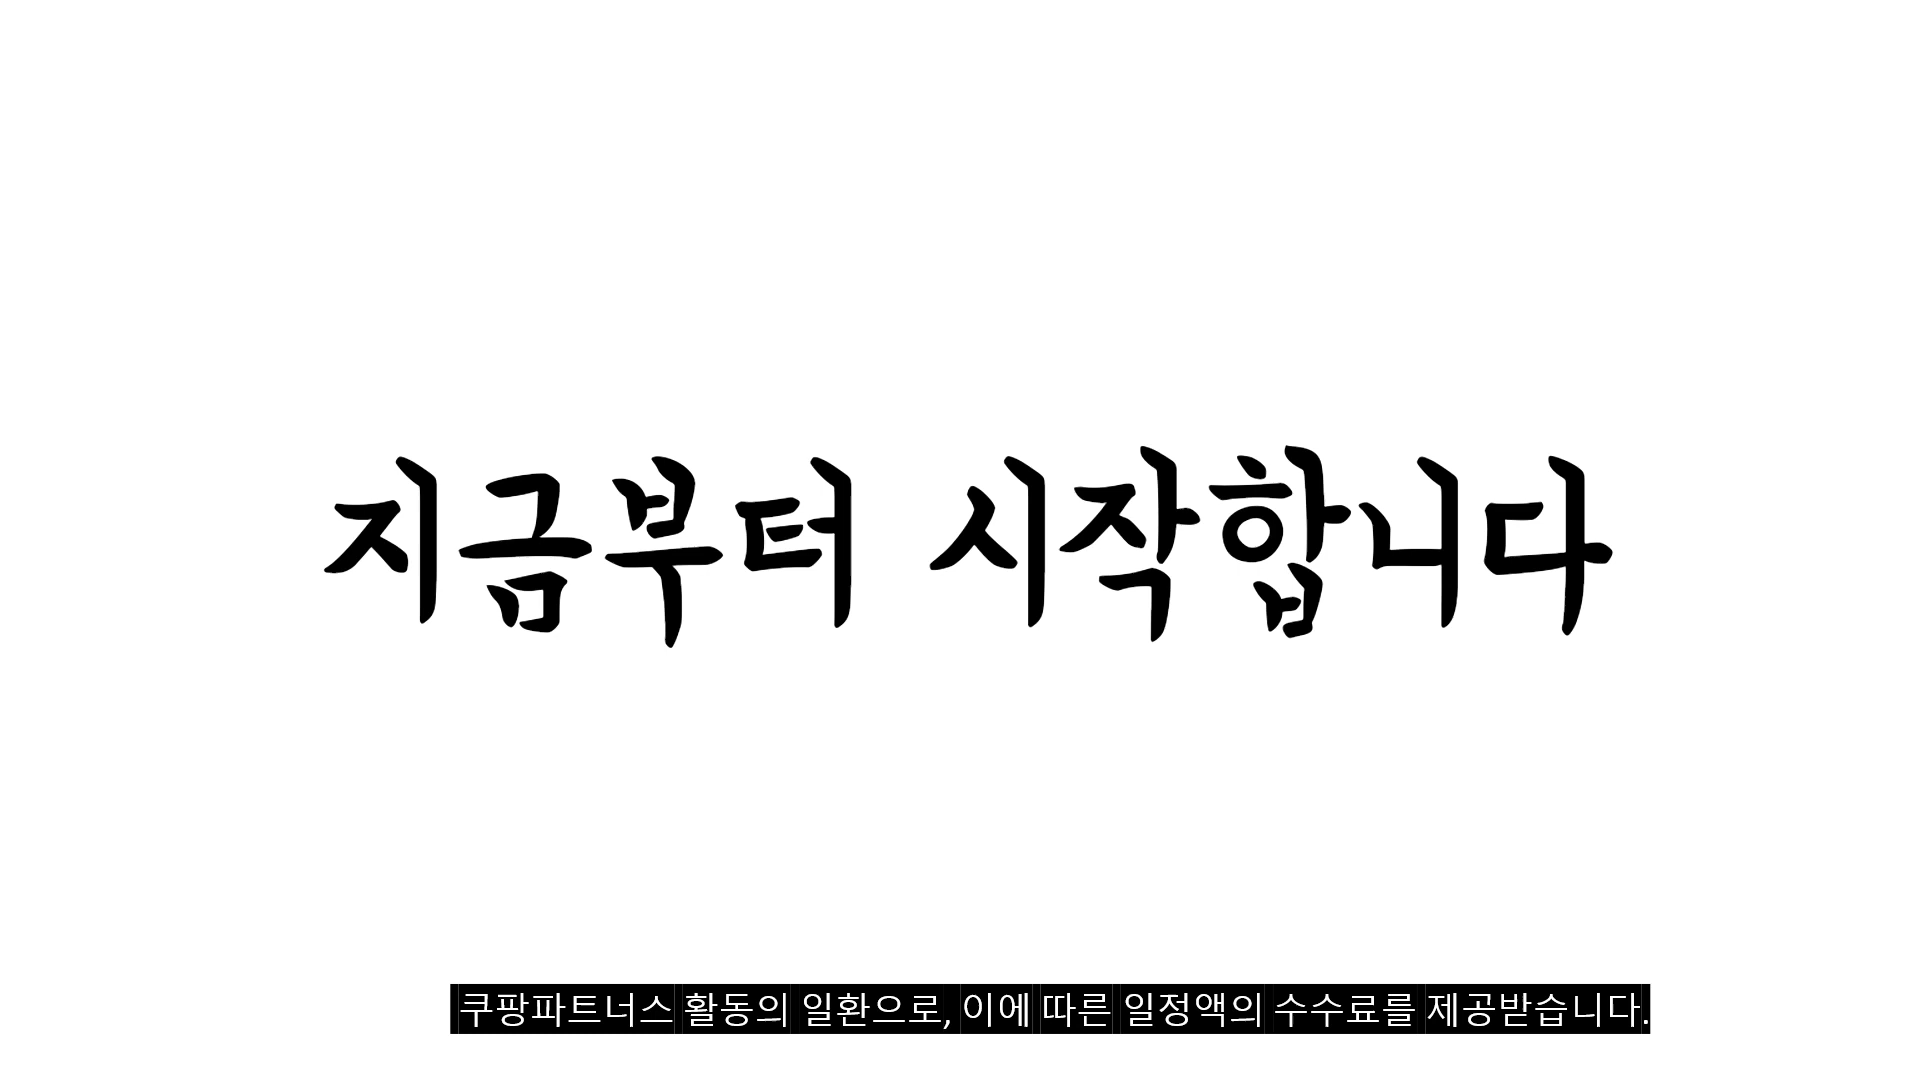 지금부터 시작합니다
쿠팡파트너스 활동의 일환으로, 이에 따른 일정액의 수수료를 제공받습니다.